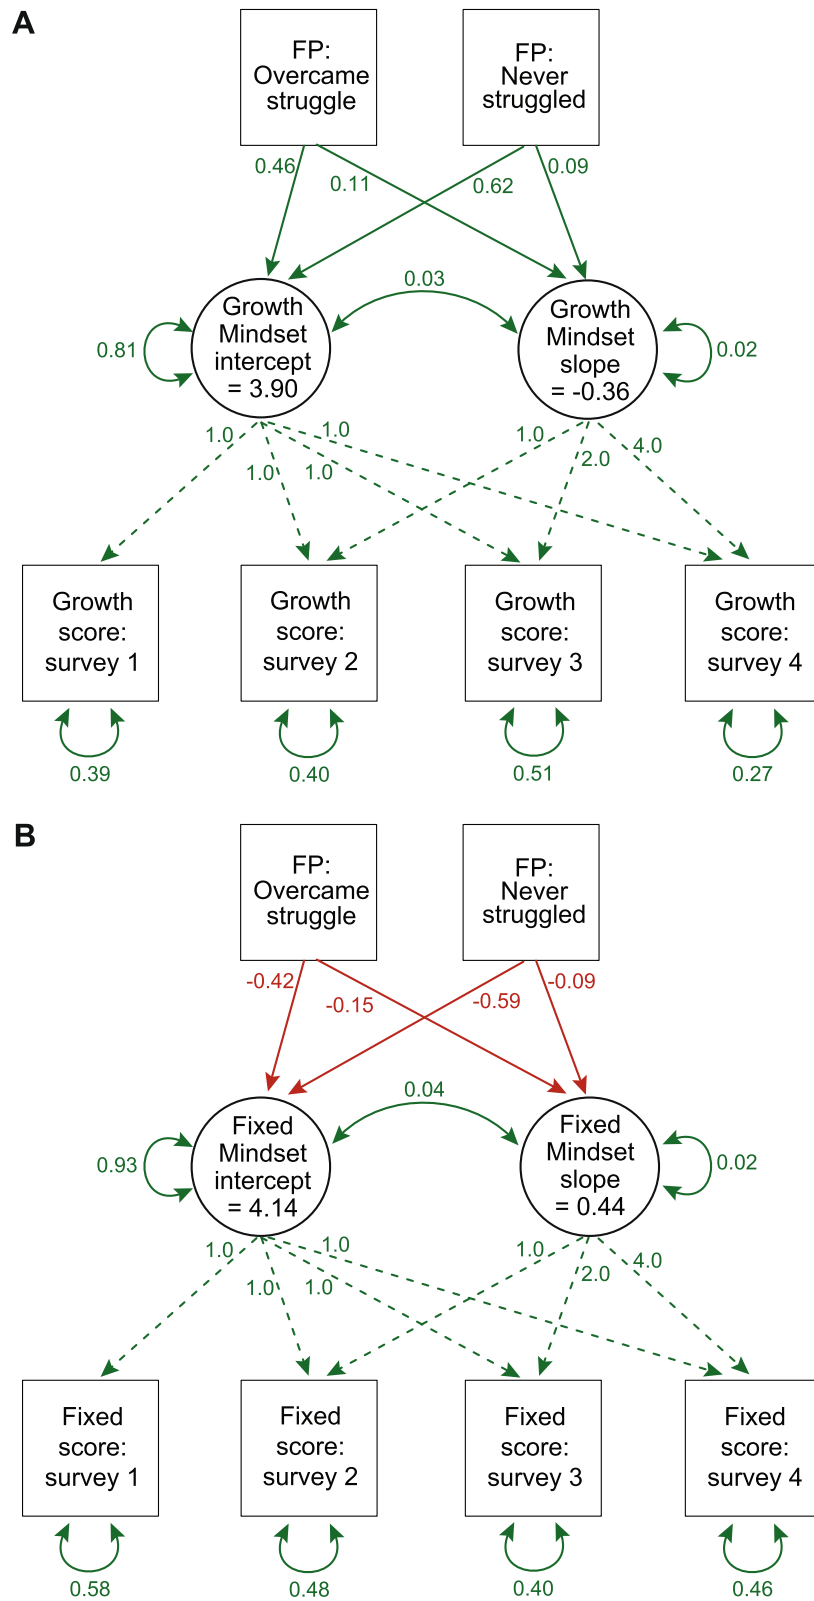 A
FP:
Overcame
struggle
FP:
Never
struggled
0.46
0.11
0.62
0.09
0.03
Growth
Mindset
intercept
= 3.90
Growth
Mindset
slope
= -0.36
0.81
0.02
1.0
1.0
1.0
1.0
1.0
2.0
4.0
Growth
score:
survey 1
Growth
score:
survey 2
Growth
score:
survey 3
Growth
score:
survey 4
0.39
0.40
0.51
0.27
B
FP:
Overcame
struggle
FP:
Never
struggled
-0.42
-0.15
-0.59
-0.09
0.04
Fixed
Mindset
intercept
= 4.14
Fixed
Mindset
slope
= 0.44
0.93
0.02
1.0
1.0
1.0
1.0
1.0
2.0
4.0
Fixed
score:
survey 1
Fixed
score:
survey 2
Fixed
score:
survey 3
Fixed
score:
survey 4
0.58
0.48
0.40
0.46